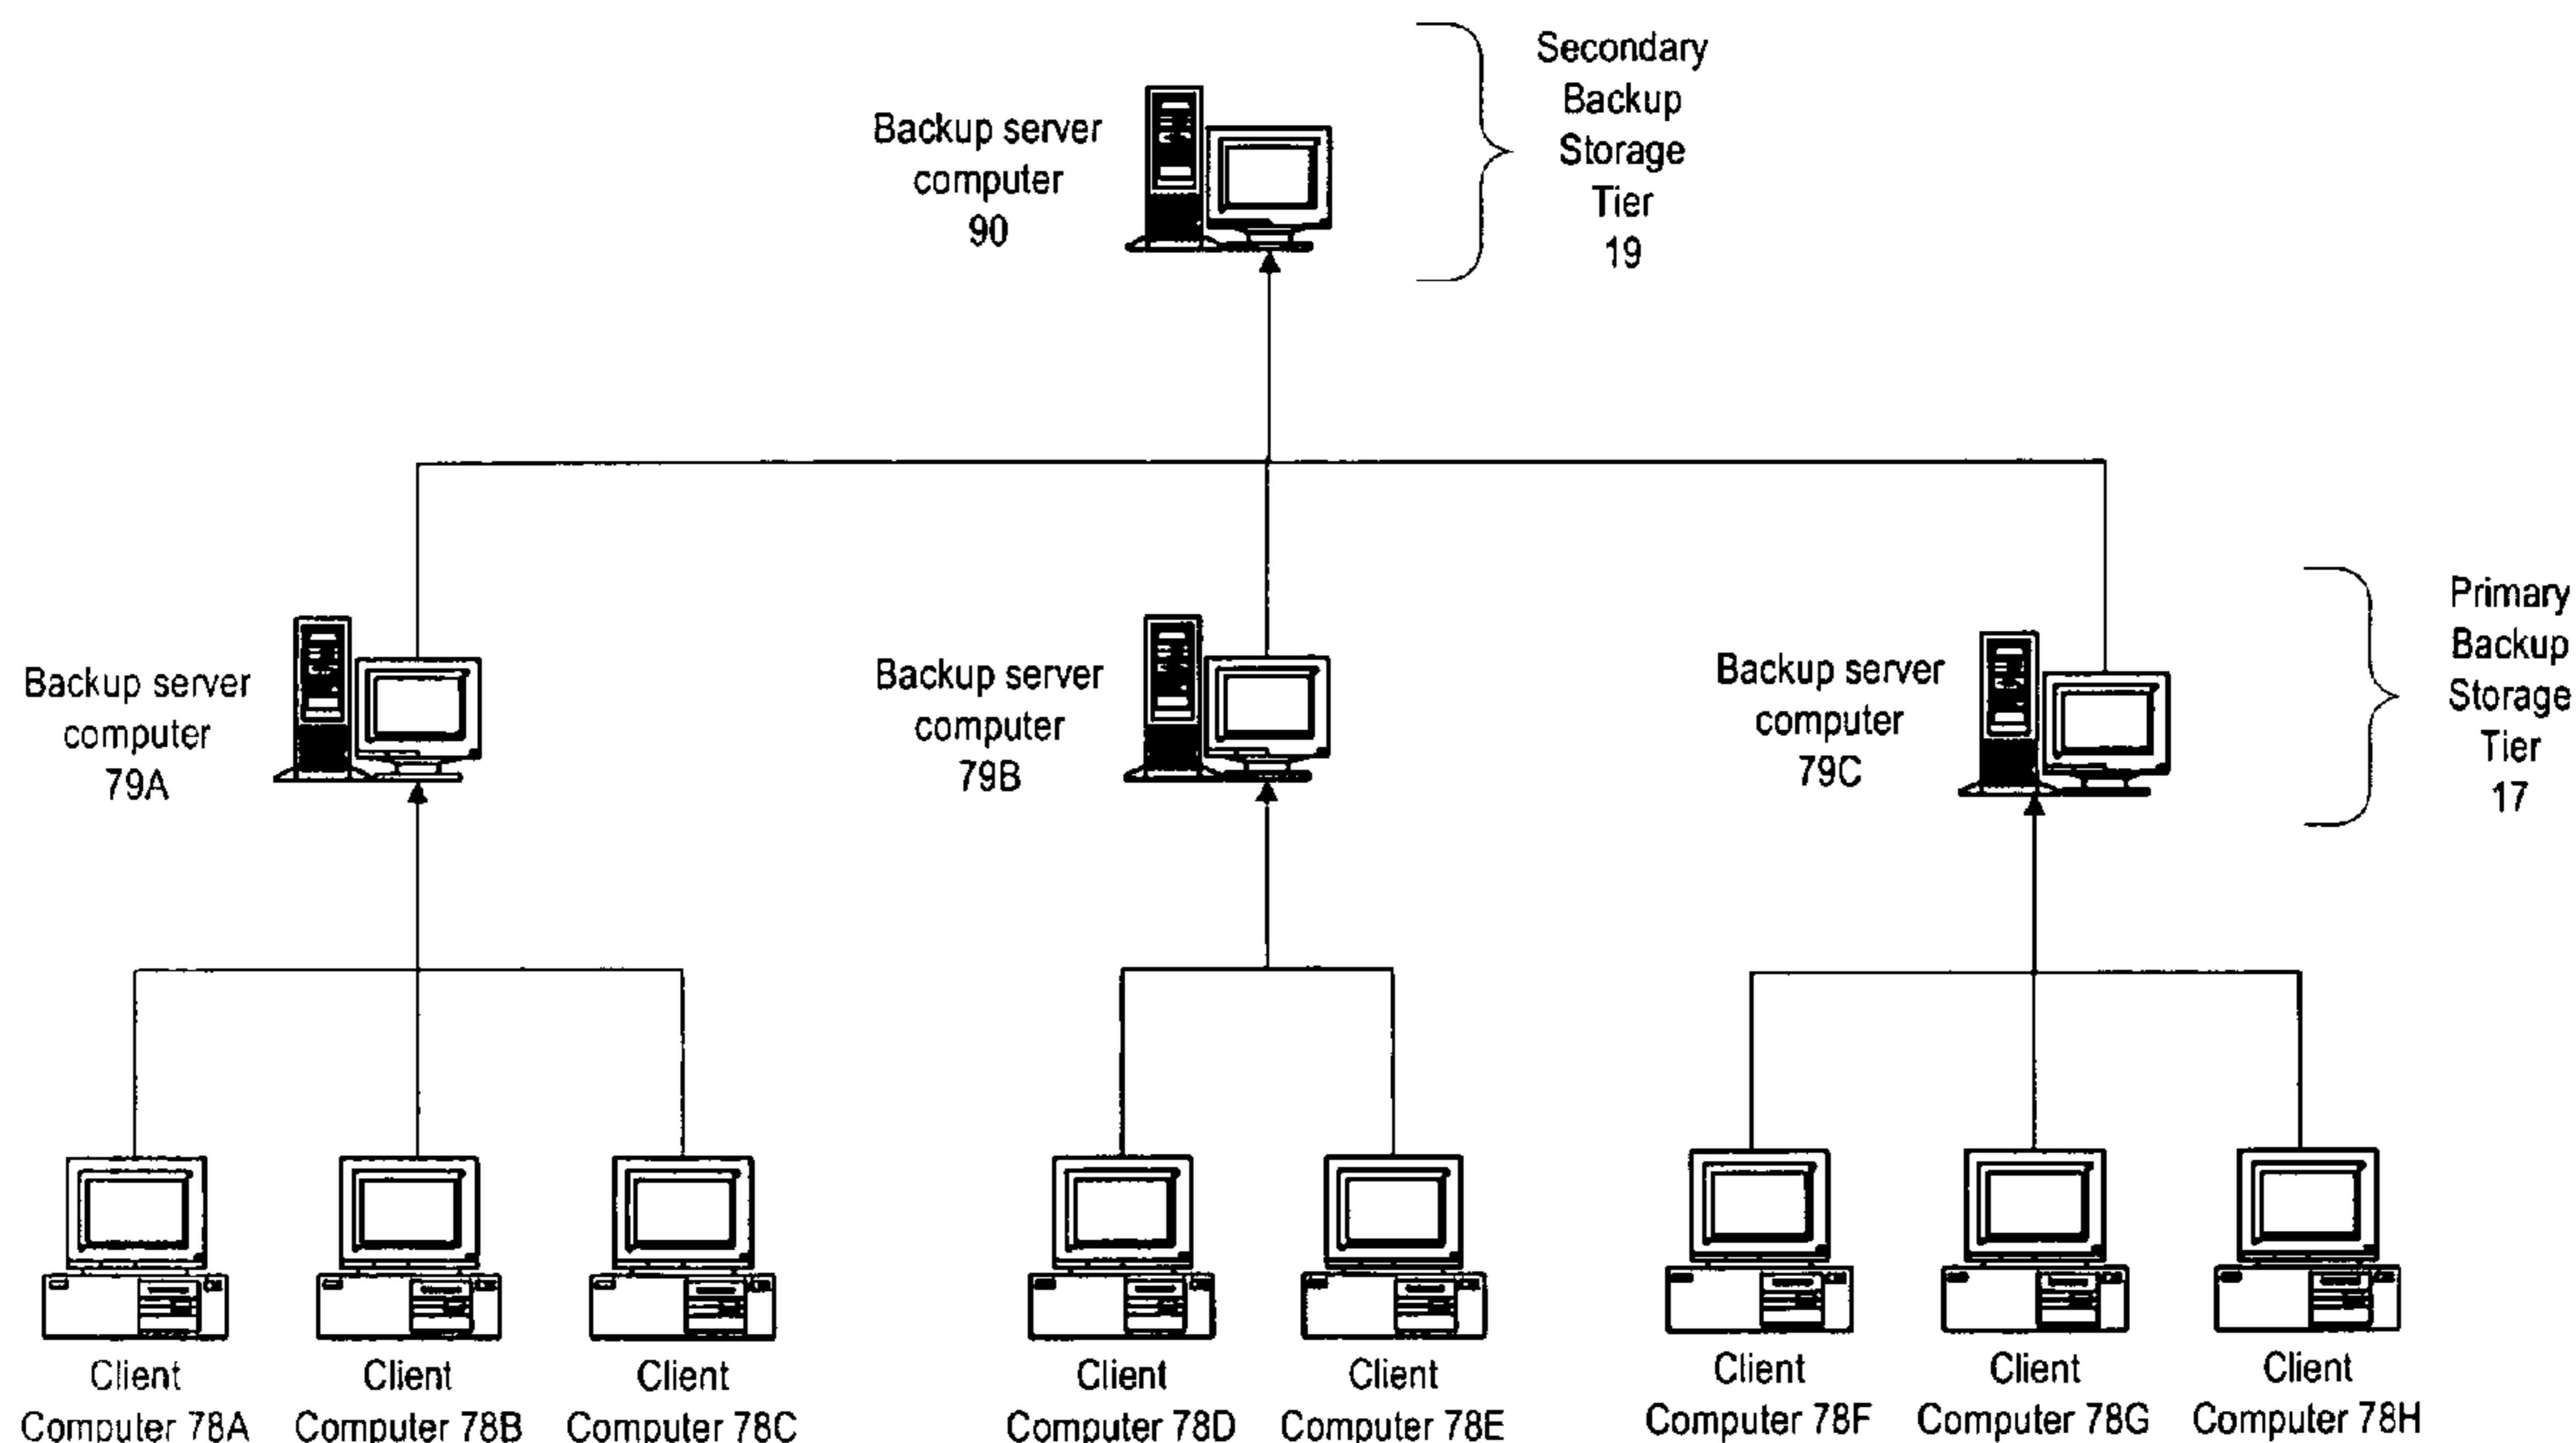 Secondary
Backup
Storage
Tier
19
Backup server
computer
90
Primary
Backup
Storage
Tier
17
Backup server
computer
79A
Backup server
computer
79B
Backup server
computer
79C
Client
Computer 78A
Client
Computer 78B
Client
Computer 78C
Client
Computer 78D
Client
Computer 78E
Client
Computer 78F
Client
Computer 78G
Client
Computer 78H